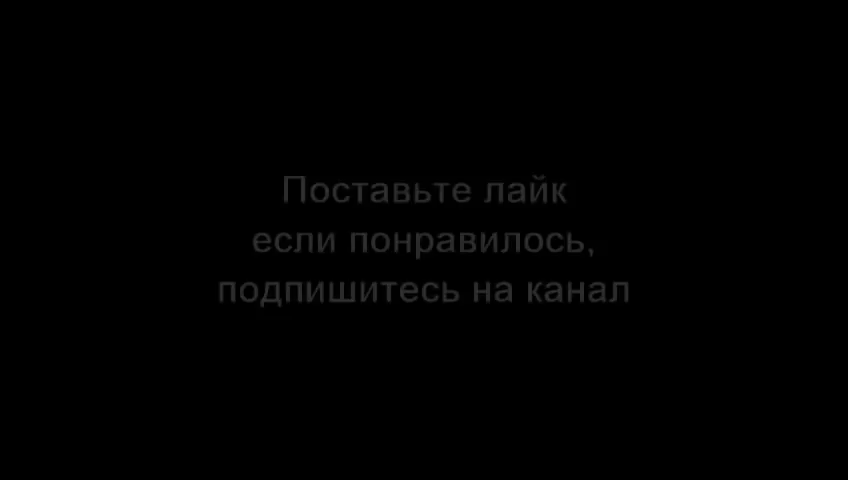 Поставьте лайк
если понравилось,
подпишитесь на канал